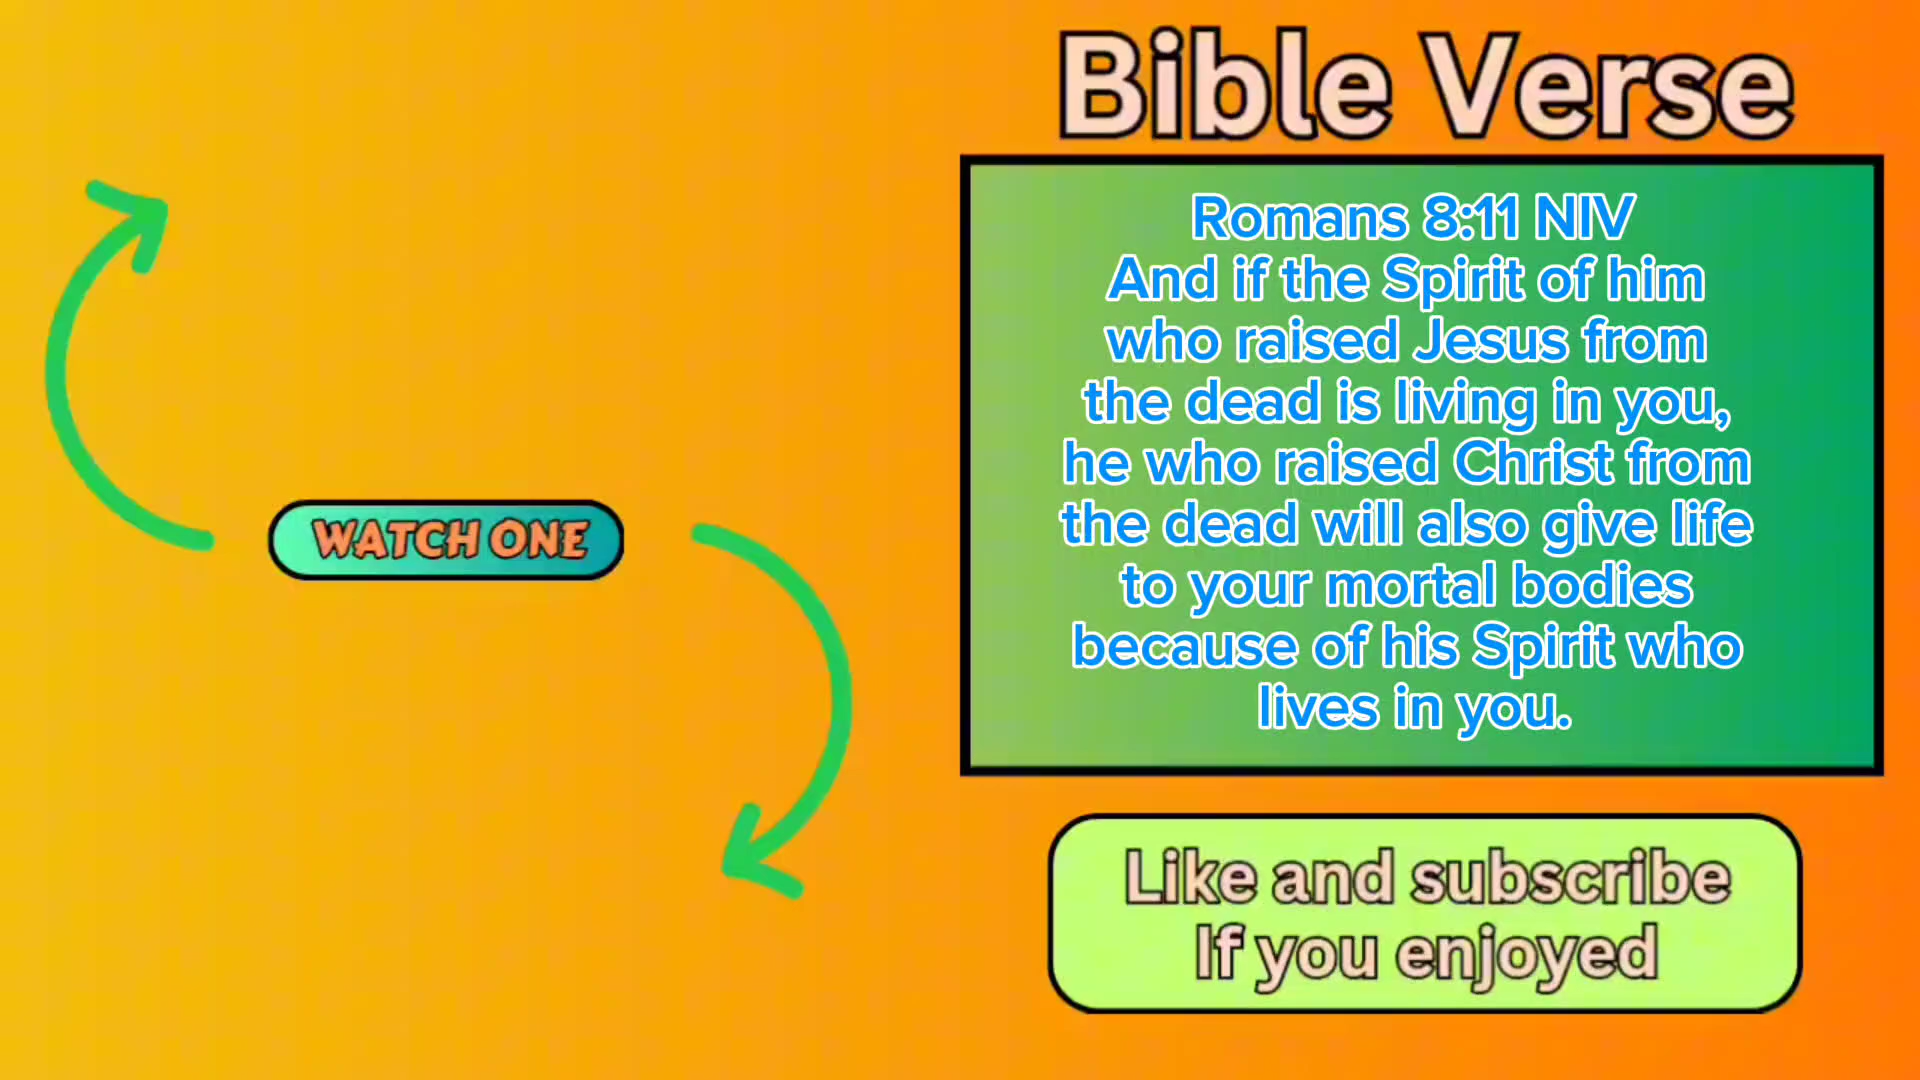 Bible Verse
Romans 8:11 NIV
And if the Spirit of him
who raised Jesus from
the dead is living in you,
he who raised Christ from
the dead will also give life
to your mortal bodies
because of his Spirit who
lives in you.
WATCH ONE
Like and subscribe
If you enjoyed